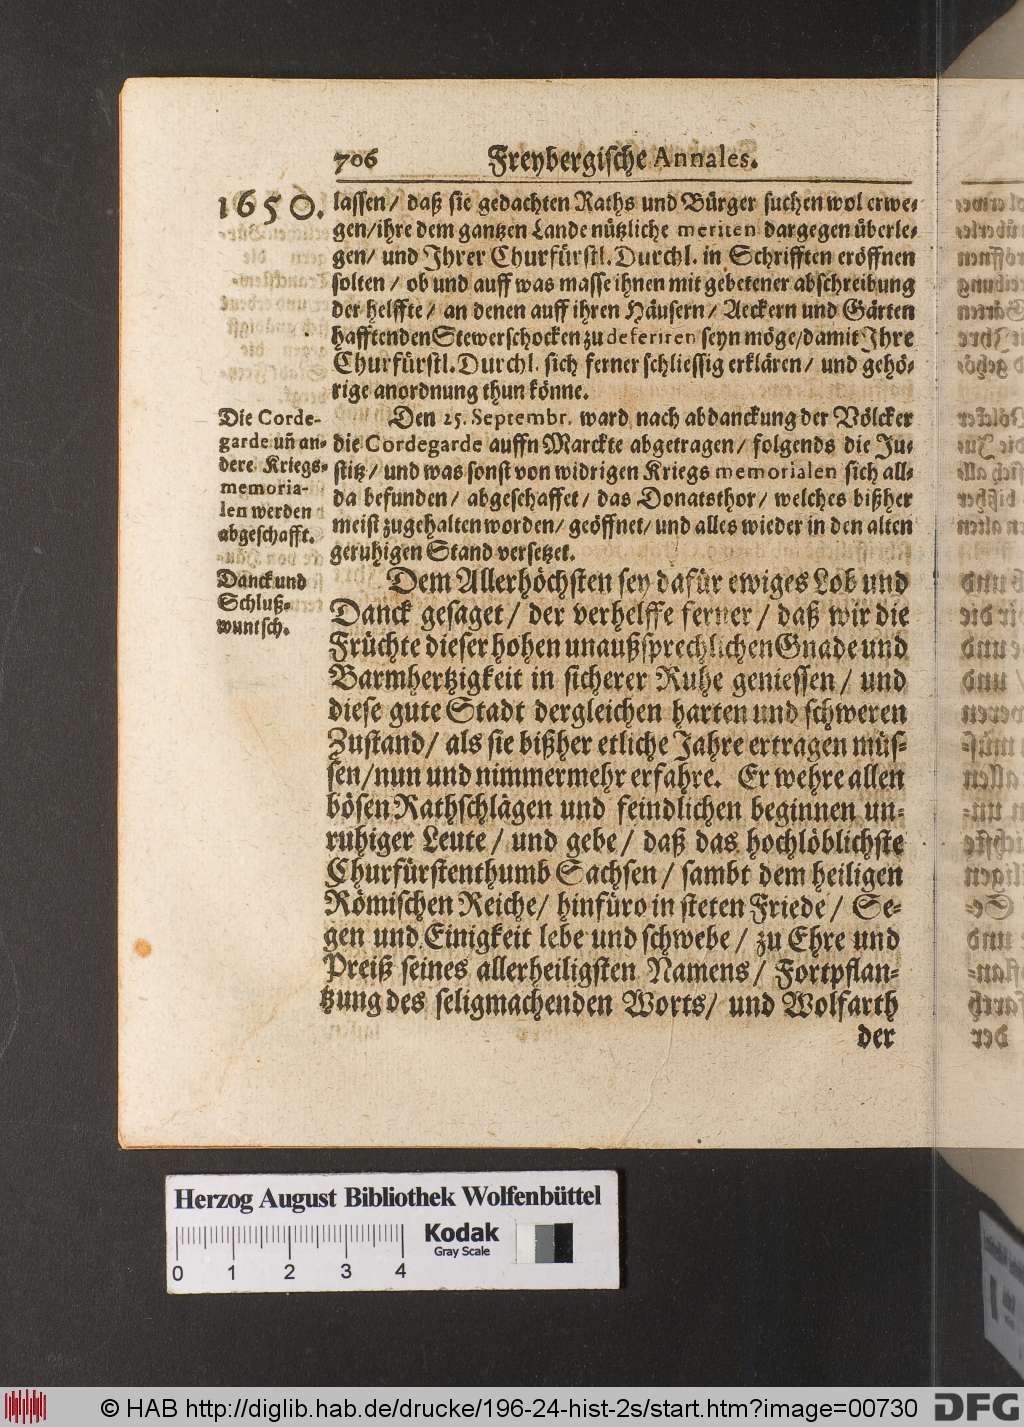 706 Freybergische Annales.
1650.
lassen/ daß sie gedachten Raths und Bürger suchen wol erwe-
gen/ihre dem gantzen Lande nützliche meriten dargegen überle-
gen/ und Ihrer Churfürstl. Durchl. in Schrifften eröffnen
solten/ ob und auff was masse ihnen mit gebetener abschreibung
der helffte/ an denen auff ihren Häusern/ Aeckern und Gärten
hafftenden Stewerschocken zu deferiren seyn möge/damit Ihre
Churfürstl. Durchl. sich ferner schliessig erklären/ und gehö-
rige anordnung thun könne.
Die Corde-
garde uñ an-
dere Kriegs-
memoria-
len werden
abgeschafft.
Den 25. Septembr. ward nach abdanckung der Völcker
die Cordegarde auffn Marckte abgetragen/ folgends die Ju-
stitz/ und was sonst von widrigen Kriegs memorialen sich all-
da befunden/ abgeschaffet/ das Donatsthor/ welches bißher
meist zugehalten worden/ geöffnet/ und alles wieder in den alten
geruhigen Stand versetzet.
Danck und
Schluß-
wuntsch.
Dem Allerhöchsten sey dafür ewiges Lob und
Danck gesaget/ der verhelffe ferner/ daß wir die
Früchte dieser hohen unaußsprechlichen Gnade und
Barmhertzigkeit in sicherer Ruhe geniessen/ und
diese gute Stadt dergleichen harten und schweren
Zustand/ als sie bißher etliche Jahre ertragen müs-
sen/nun und nimmermehr erfahre. Er wehre allen
bösen Rathschlägen und feindlichen beginnen un-
ruhiger Leute/ und gebe/ daß das hochlöblichste
Churfürstenthumb Sachsen/ sambt dem heiligen
Römischen Reiche/ hinfüro in steten Friede/ Se-
gen und Einigkeit lebe und schwebe/ zu Ehre und
Preiß seines allerheiligsten Namens/ Fortpflan-
tzung des seligmachenden Worts/ und Wolfarth
der
Herzog August Bibliothek Wolfenbüttel
Kodak
Gray Scale
0 1 2 3 4
© HAB http://diglib.hab.de/drucke/196-24-hist-2s/start.htm?image=00730
DFG